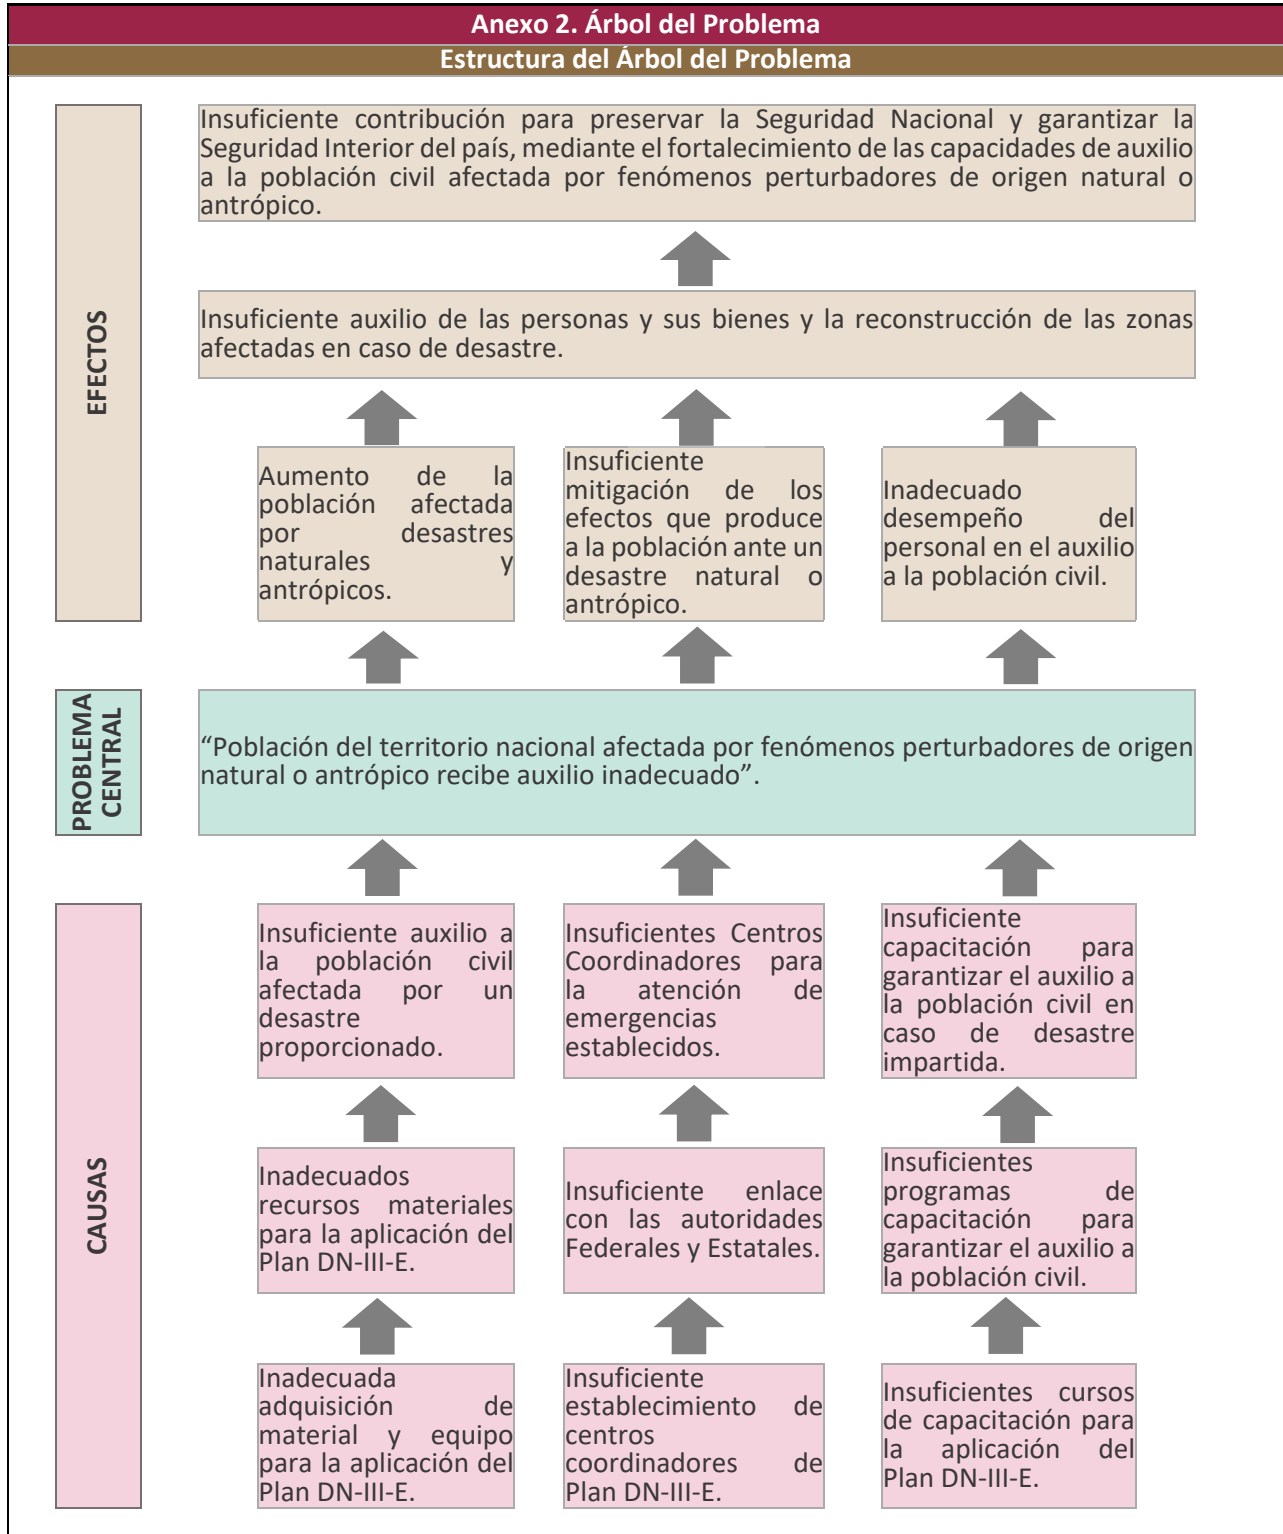 Anexo 2. Árbol del Problema
Estructura del Árbol del Problema
EFECTOS
Insuficiente contribución para preservar la Seguridad Nacional y garantizar la
Seguridad Interior del país, mediante el fortalecimiento de las capacidades de auxilio
a la población civil afectada por fenómenos perturbadores de origen natural o
antrópico.
Insuficiente auxilio de las personas y sus bienes y la reconstrucción de las zonas
afectadas en caso de desastre.
Aumento de la
población afectada
por desastres
naturales y
antrópicos.
Insuficiente
mitigación de los
efectos que produce
a la población ante un
desastre natural o
antrópico.
Inadecuado
desempeño del
personal en el auxilio
a la población civil.
PROBLEMA
CENTRAL
“Población del territorio nacional afectada por fenómenos perturbadores de origen
natural o antrópico recibe auxilio inadecuado”.
CAUSAS
Insuficiente auxilio a
la población civil
afectada por un
desastre
proporcionado.
Insuficientes Centros
Coordinadores para
la atención de
emergencias
establecidos.
Insuficiente
capacitación para
garantizar el auxilio a
la población civil en
caso de desastre
impartida.
Inadecuados
recursos materiales
para la aplicación del
Plan DN-III-E.
Insuficiente enlace
con las autoridades
Federales y Estatales.
Insuficientes
programas de
capacitación para
garantizar el auxilio a
la población civil.
Inadecuada
adquisición de
material y equipo
para la aplicación del
Plan DN-III-E.
Insuficiente
establecimiento de
centros
coordinadores de
Plan DN-III-E.
Insuficientes cursos
de capacitación para
la aplicación del
Plan DN-III-E.